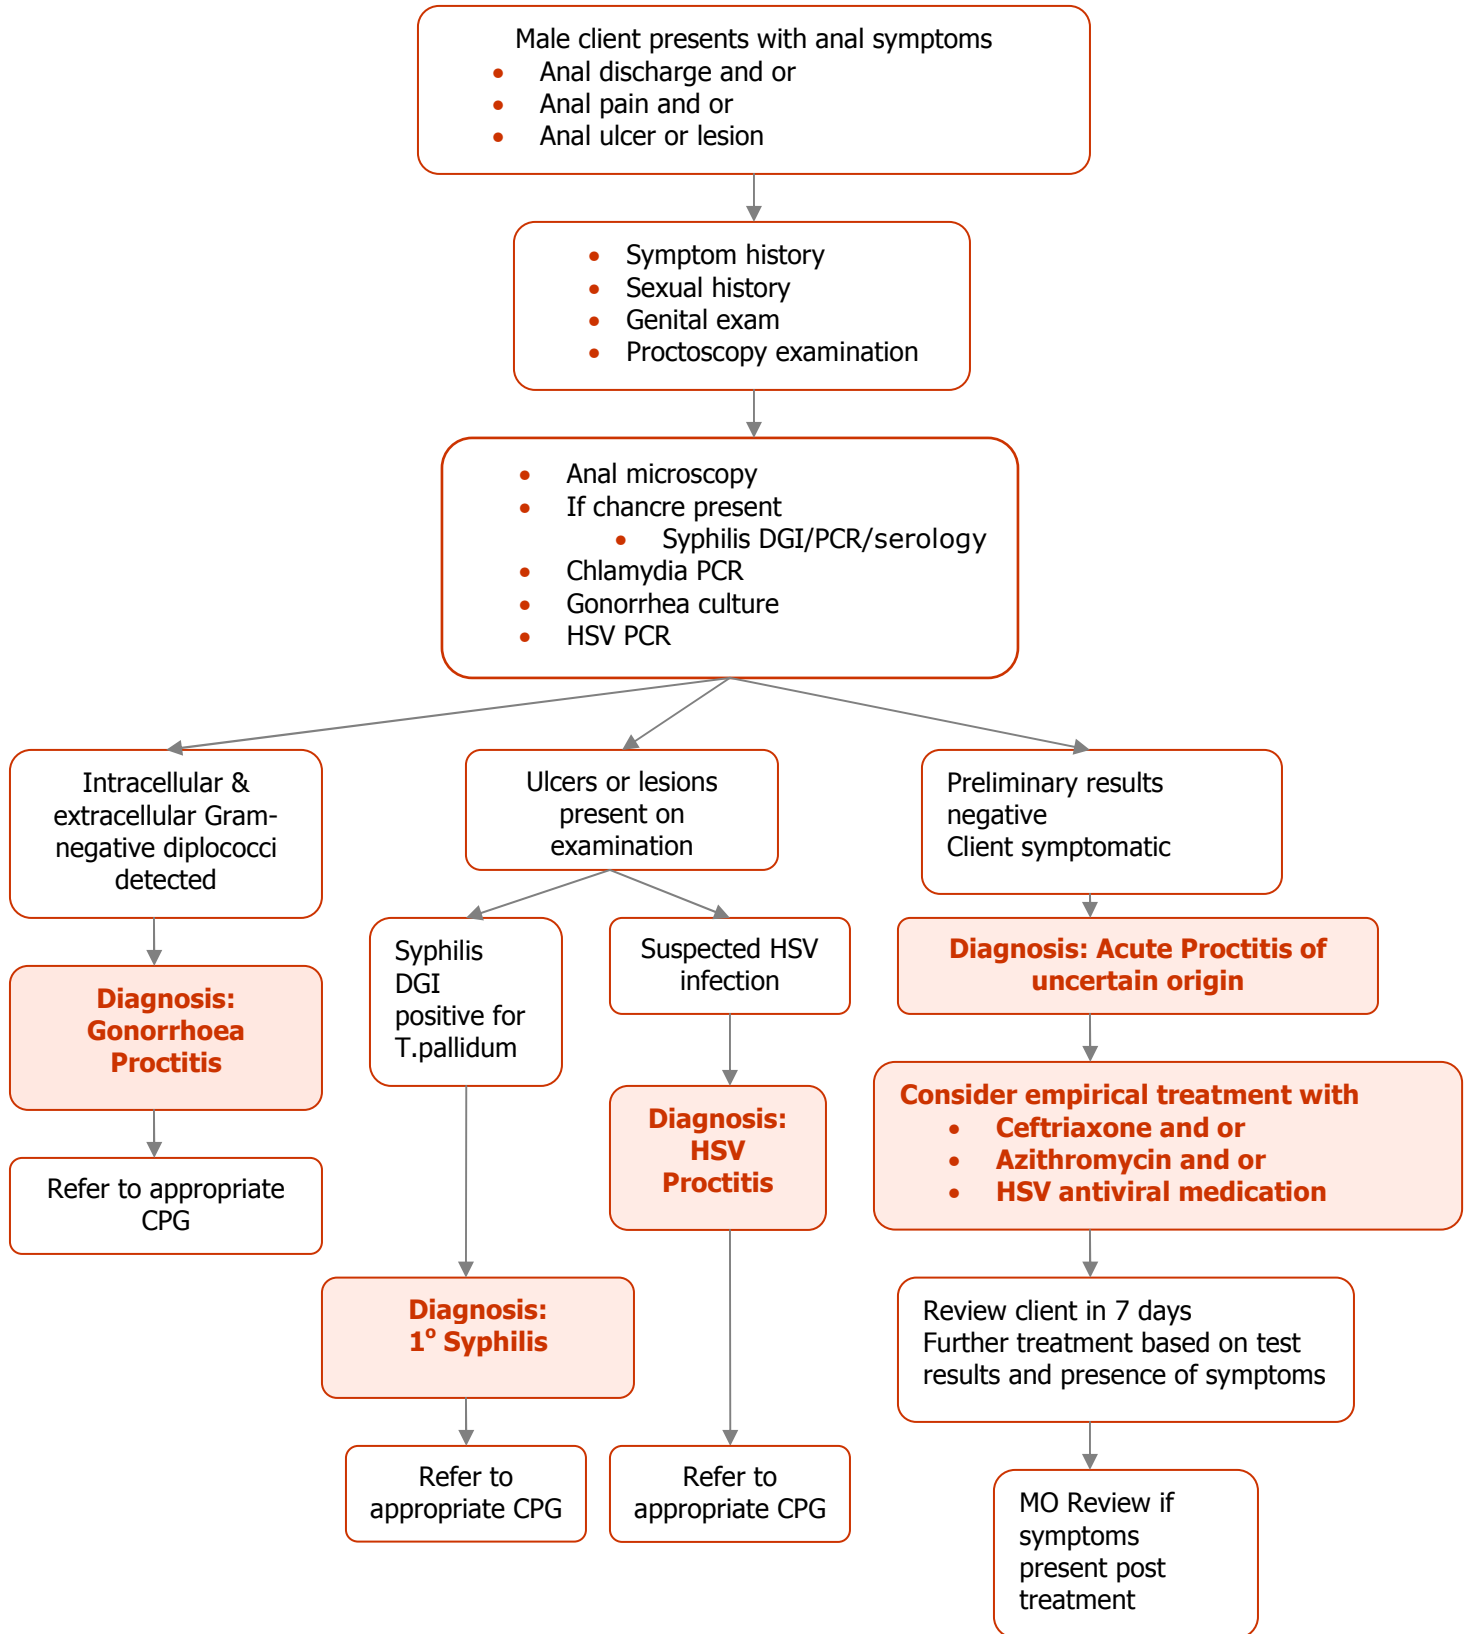 Male client presents with anal symptoms
• Anal discharge and or
• Anal pain and or
• Anal ulcer or lesion
• Symptom history
• Sexual history
• Genital exam
• Proctoscopy examination
• Anal microscopy
• If chancre present
• Syphilis DGI/PCR/serology
• Chlamydia PCR
• Gonorrhea culture
• HSV PCR
Intracellular &
extracellular Gram-
negative diplococci
detected
Diagnosis:
Gonorrhoea
Proctitis
Refer to appropriate
CPG
Ulcers or lesions
present on
examination
Syphilis
DGI
positive for
T.pallidum
Diagnosis:
1° Syphilis
Refer to
appropriate CPG
Suspected HSV
infection
Diagnosis:
HSV
Proctitis
Refer to
appropriate CPG
Preliminary results
negative
Client symptomatic
Diagnosis: Acute Proctitis of
uncertain origin
Consider empirical treatment with
• Ceftriaxone and or
• Azithromycin and or
• HSV antiviral medication
Review client in 7 days
Further treatment based on test
results and presence of symptoms
MO Review if
symptoms
present post
treatment